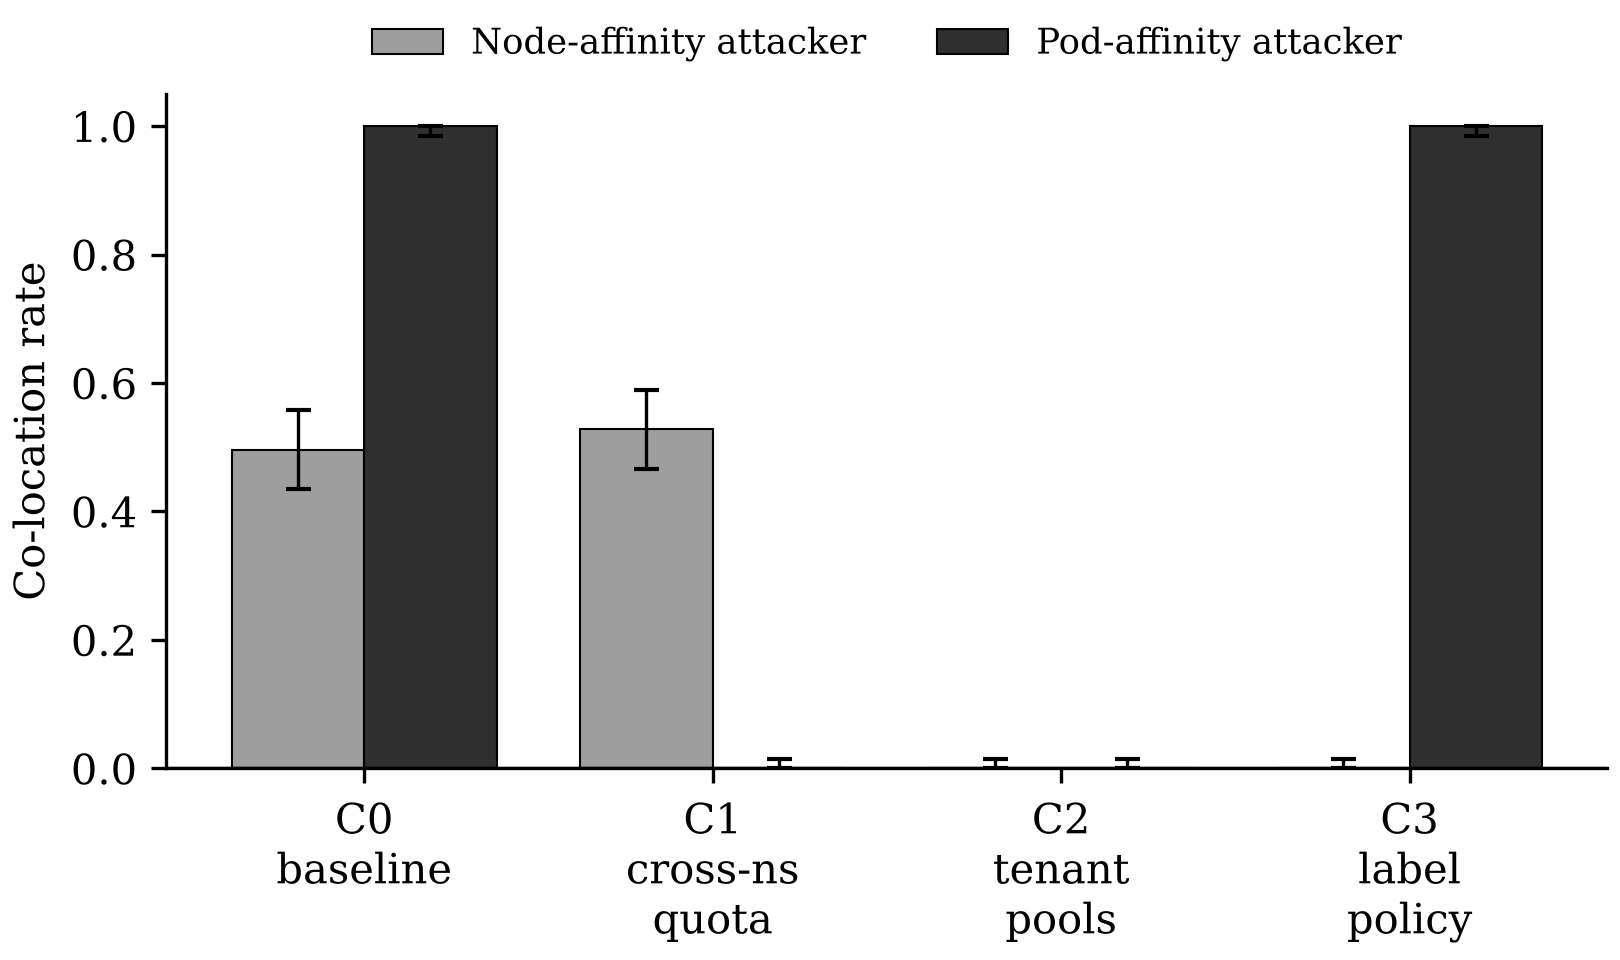 Node-affinity attacker
Pod-affinity attacker
Co-location rate
1.0
0.8
0.6
0.4
0.2
0.0
C0
baseline
C1
cross-ns
quota
C2
tenant
pools
C3
label
policy